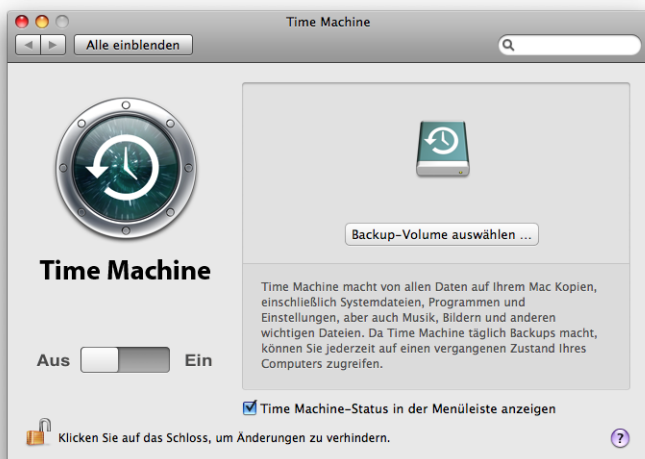 Time Machine
Alle einblenden
Backup-Volume auswählen ...
Time Machine
Time Machine macht von allen Daten auf Ihrem Mac Kopien,
einschließlich Systemdateien, Programmen und
Einstellungen, aber auch Musik, Bildern und anderen
wichtigen Dateien. Da Time Machine täglich Backups macht,
können Sie jederzeit auf einen vergangenen Zustand Ihres
Computers zugreifen.
Aus Ein
Time Machine-Status in der Menüleiste anzeigen
Klicken Sie auf das Schloss, um Änderungen zu verhindern.
?